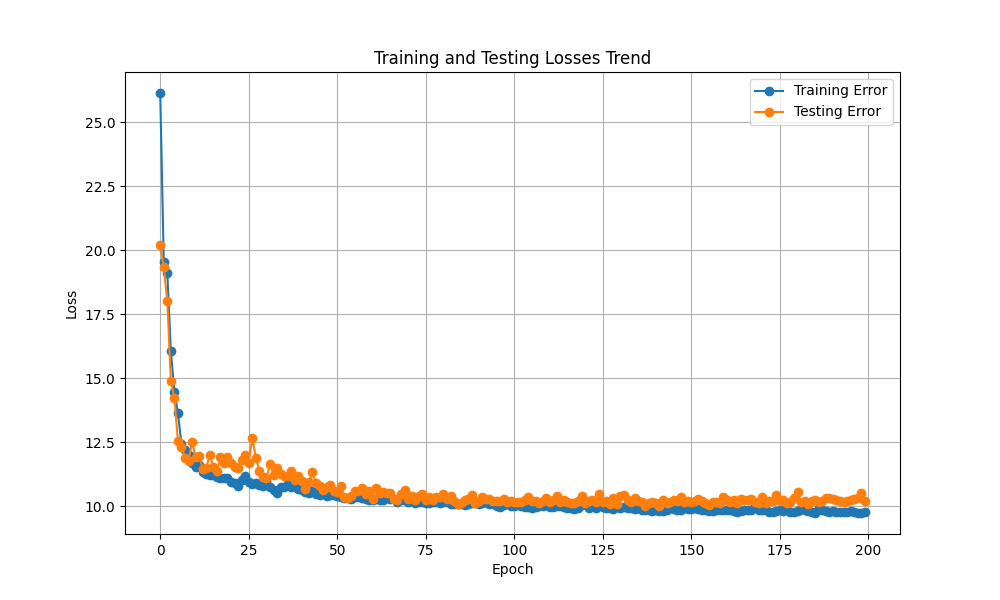 Training and Testing Losses Trend
Training Error
Testing Error
25.0
22.5
20.0
17.5
15.0
12.5
10.0
Loss
0 25 50 75 100 125 150 175 200
Epoch